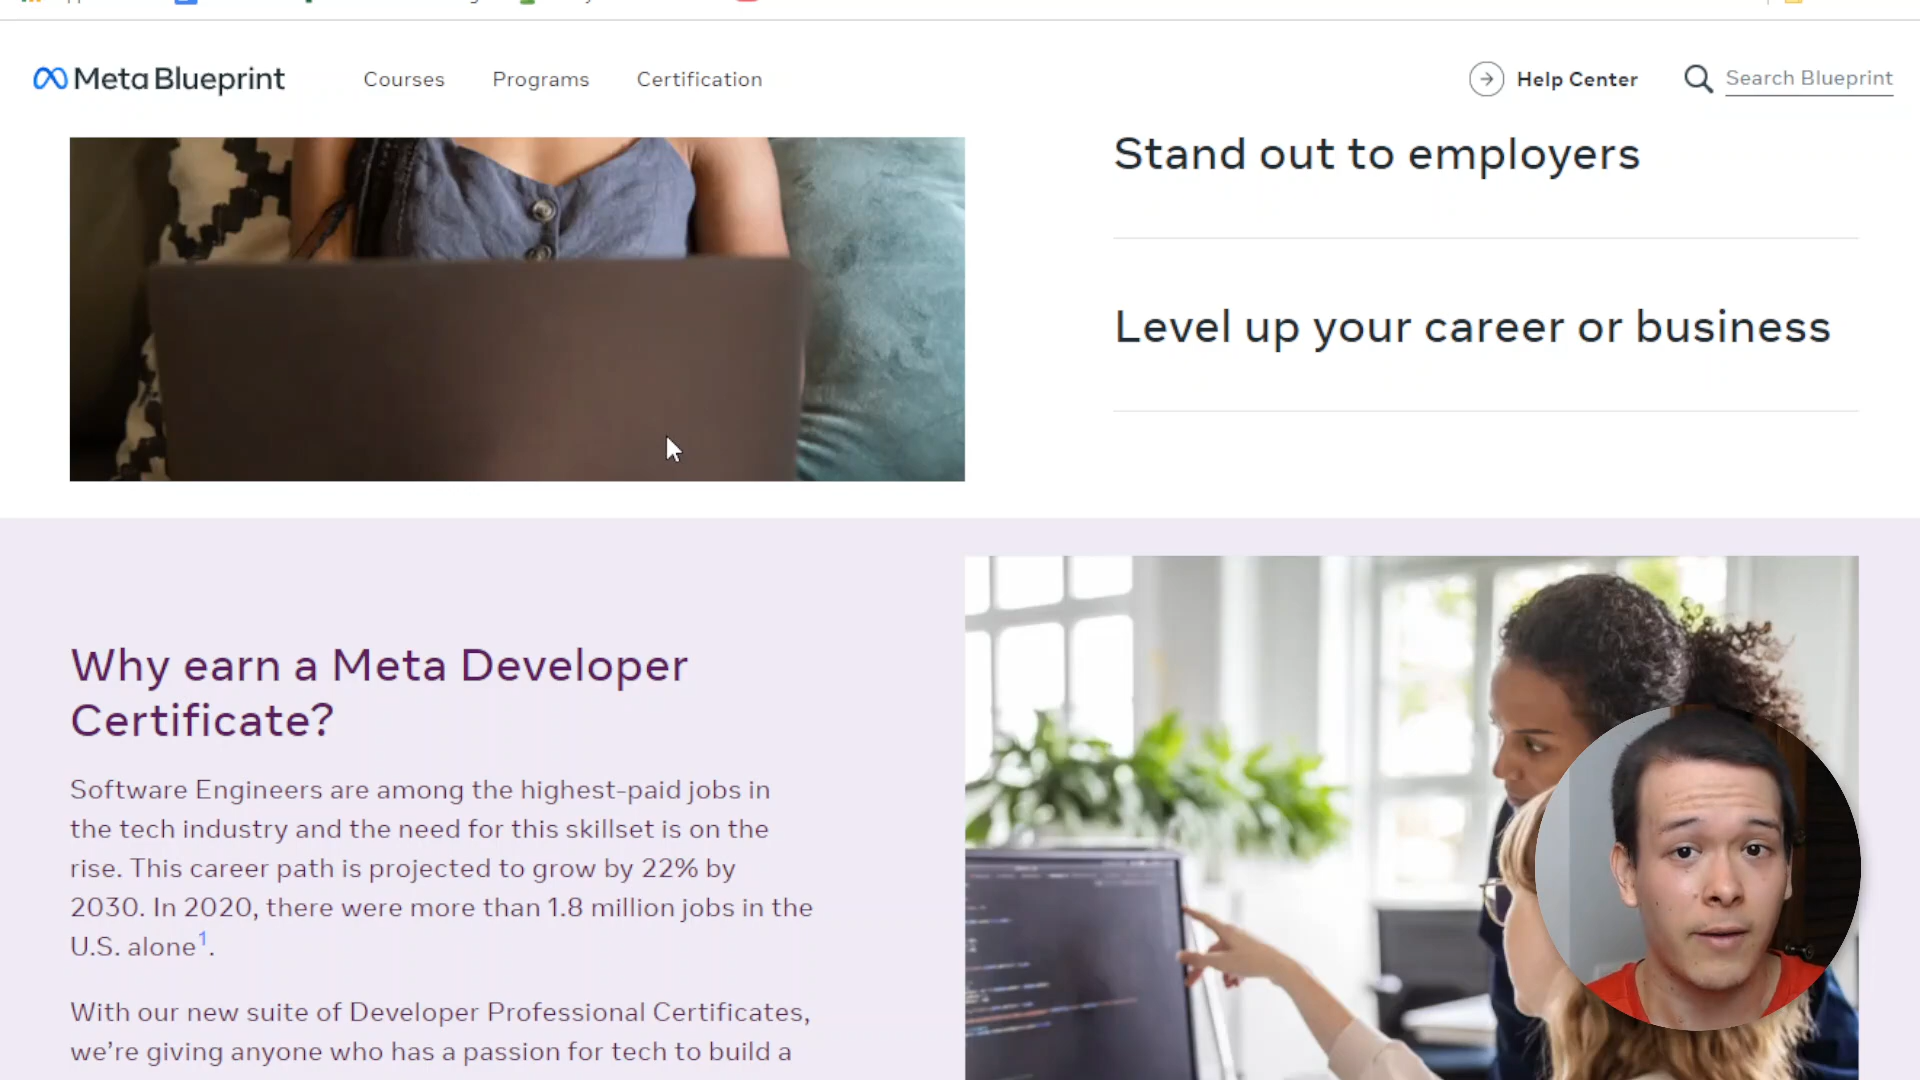 Meta Blueprint
Courses
Programs
Certification
Help Center
Search Blueprint
Stand out to employers
Level up your career or business
Why earn a Meta Developer
Certificate?
Software Engineers are among the highest-paid jobs in
the tech industry and the need for this skillset is on the
rise. This career path is projected to grow by 22% by
2030. In 2020, there were more than 1.8 million jobs in the
U.S. alone1.
With our new suite of Developer Professional Certificates,
we’re giving anyone who has a passion for tech to build a